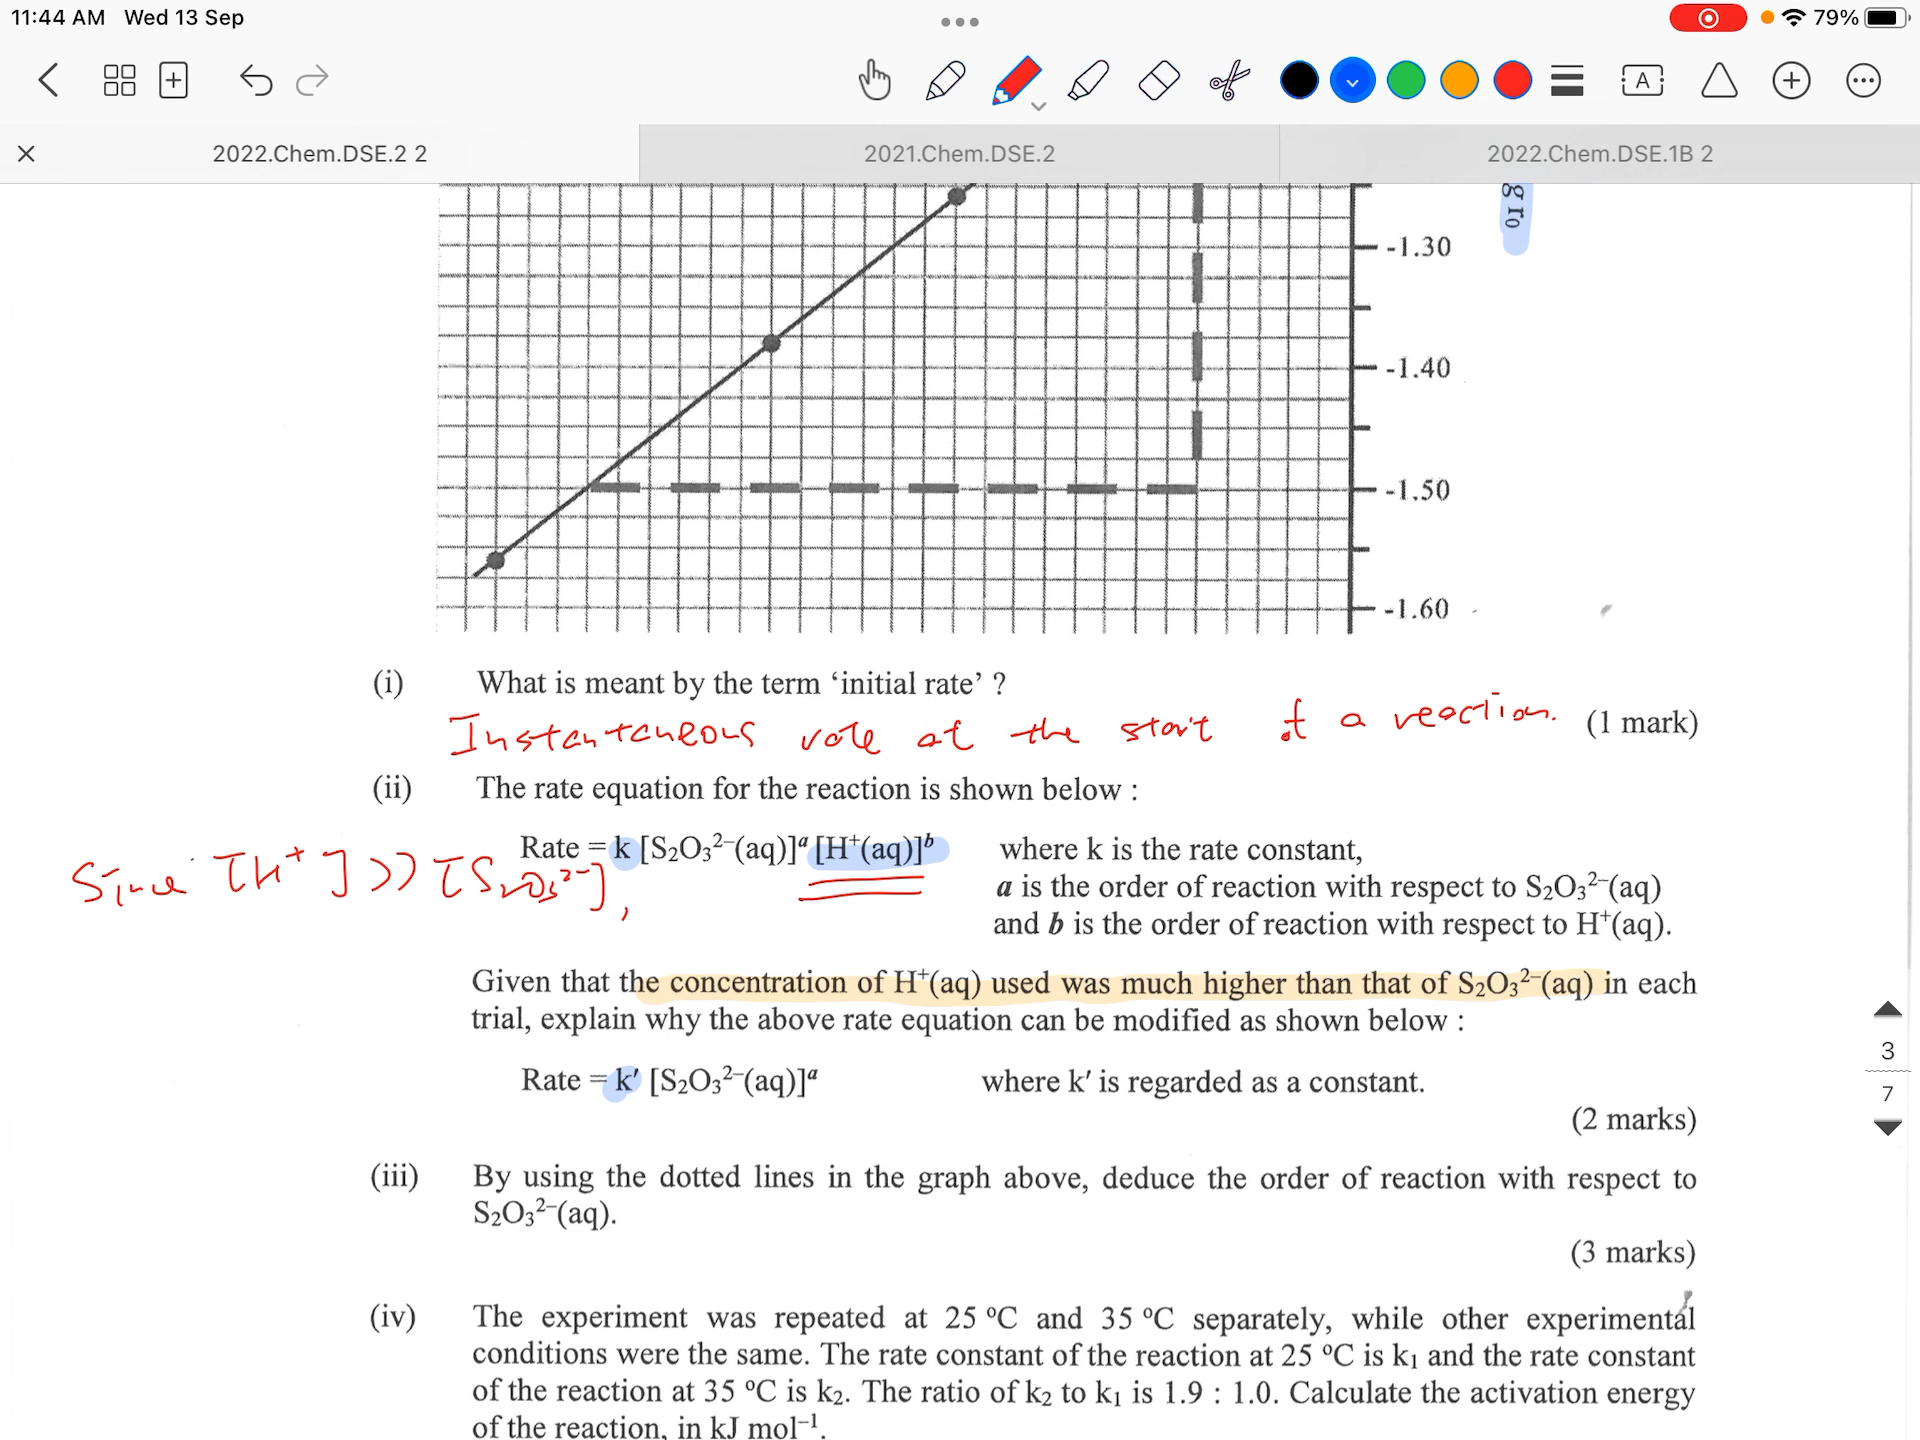 11:44 AM Wed 13 Sep
79%
A
2022.Chem.DSE.2 2
2021.Chem.DSE.2
2022.Chem.DSE.1B 2
g r₀
-1.30
-1.40
-1.50
-1.60
(i) What is meant by the term ‘initial rate’ ?
Instantaneous rate at the start of a reaction.
(1 mark)
(ii) The rate equation for the reaction is shown below :
Rate = k [S₂O₃²⁻(aq)]ᵃ [H⁺(aq)]ᵇ where k is the rate constant,
Since [H⁺] >> [S₂O₃²⁻],
a is the order of reaction with respect to S₂O₃²⁻(aq)
and b is the order of reaction with respect to H⁺(aq).
Given that the concentration of H⁺(aq) used was much higher than that of S₂O₃²⁻(aq) in each
trial, explain why the above rate equation can be modified as shown below :
Rate = k′ [S₂O₃²⁻(aq)]ᵃ where k′ is regarded as a constant.
(2 marks)
3
7
(iii) By using the dotted lines in the graph above, deduce the order of reaction with respect to
S₂O₃²⁻(aq).
(3 marks)
(iv) The experiment was repeated at 25 ºC and 35 ºC separately, while other experimental
conditions were the same. The rate constant of the reaction at 25 ºC is k₁ and the rate constant
of the reaction at 35 ºC is k₂. The ratio of k₂ to k₁ is 1.9 : 1.0. Calculate the activation energy
of the reaction, in kJ mol⁻¹.